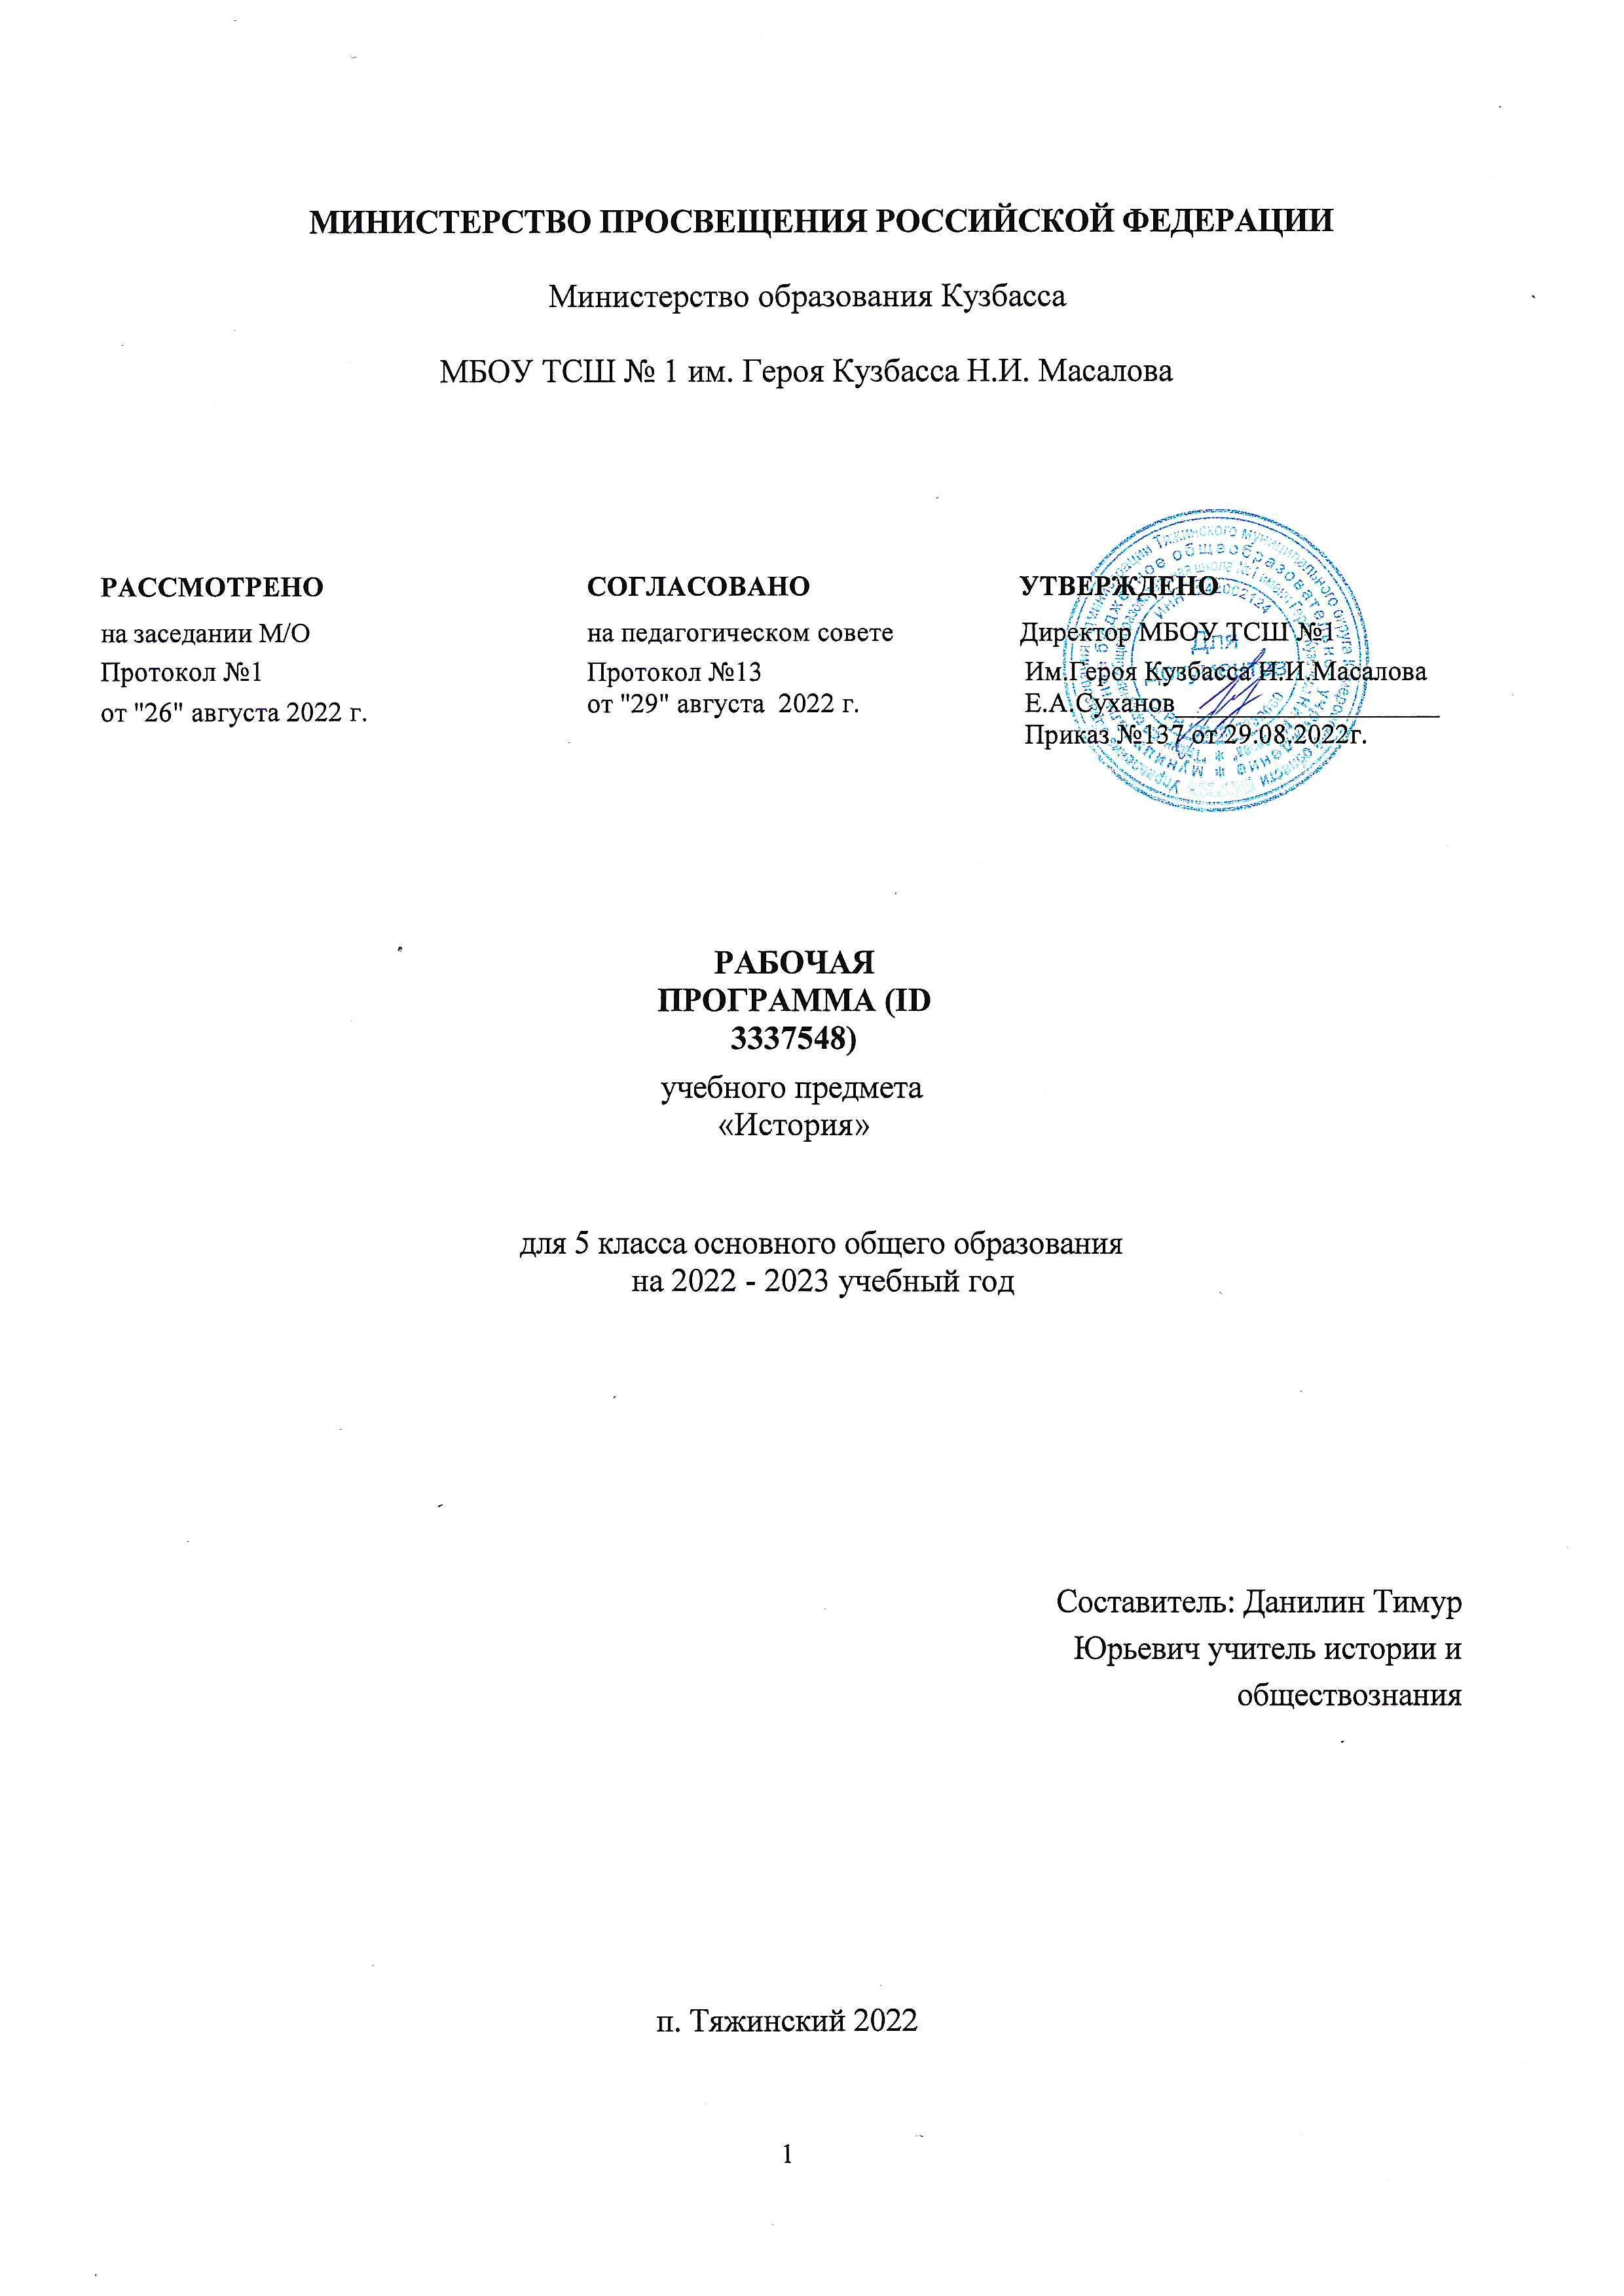 МИНИСТЕРСТВО ПРОСВЕЩЕНИЯ РОССИЙСКОЙ ФЕДЕРАЦИИ
Министерство образования Кузбасса
МБОУ ТСШ № 1 им. Героя Кузбасса Н.И. Масалова
РАССМОТРЕНО
на заседании М/О
Протокол №1
от "26" августа 2022 г.
СОГЛАСОВАНО
на педагогическом совете
Протокол №13
от "29" августа 2022 г.
УТВЕРЖДЕНО
Директор МБОУ ТСШ №1
Им.Героя Кузбасса Н.И.Масалова
Е.А.Суханов
Приказ №137 от 29.08.2022г.
Для
РАБОЧАЯ
ПРОГРАММА (ID
3337548)
учебного предмета
«История»
для 5 класса основного общего образования
на 2022 - 2023 учебный год
Составитель: Данилин Тимур
Юрьевич учитель истории и
обществознания
п. Тяжинский 2022
1